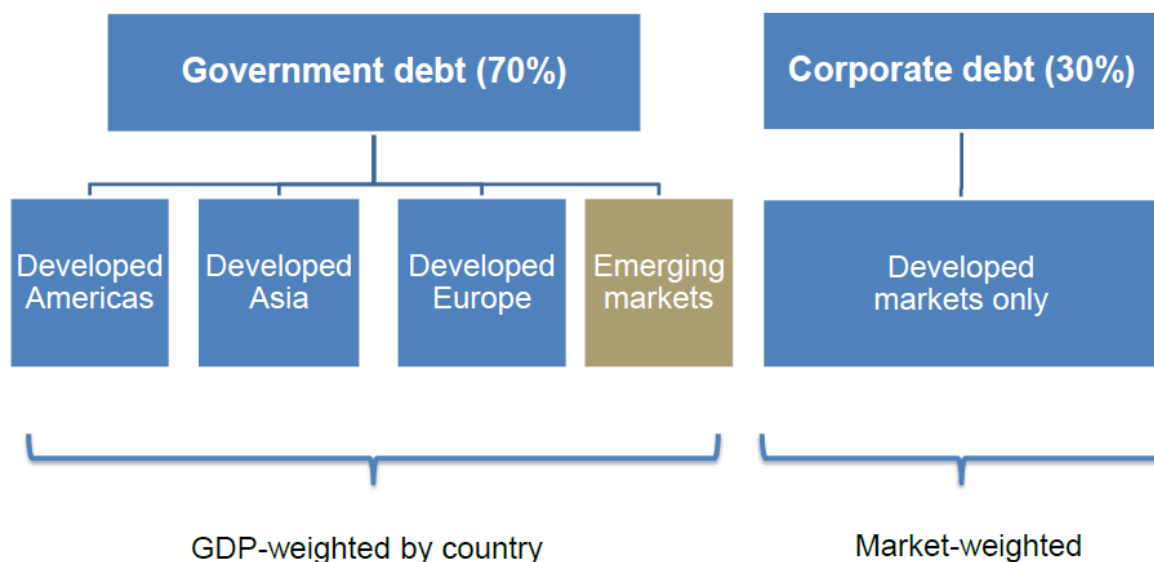 Government debt (70%)
Corporate debt (30%)
Developed
Americas
Developed
Asia
Developed
Europe
Emerging
markets
Developed
markets only
GDP-weighted by country
Market-weighted